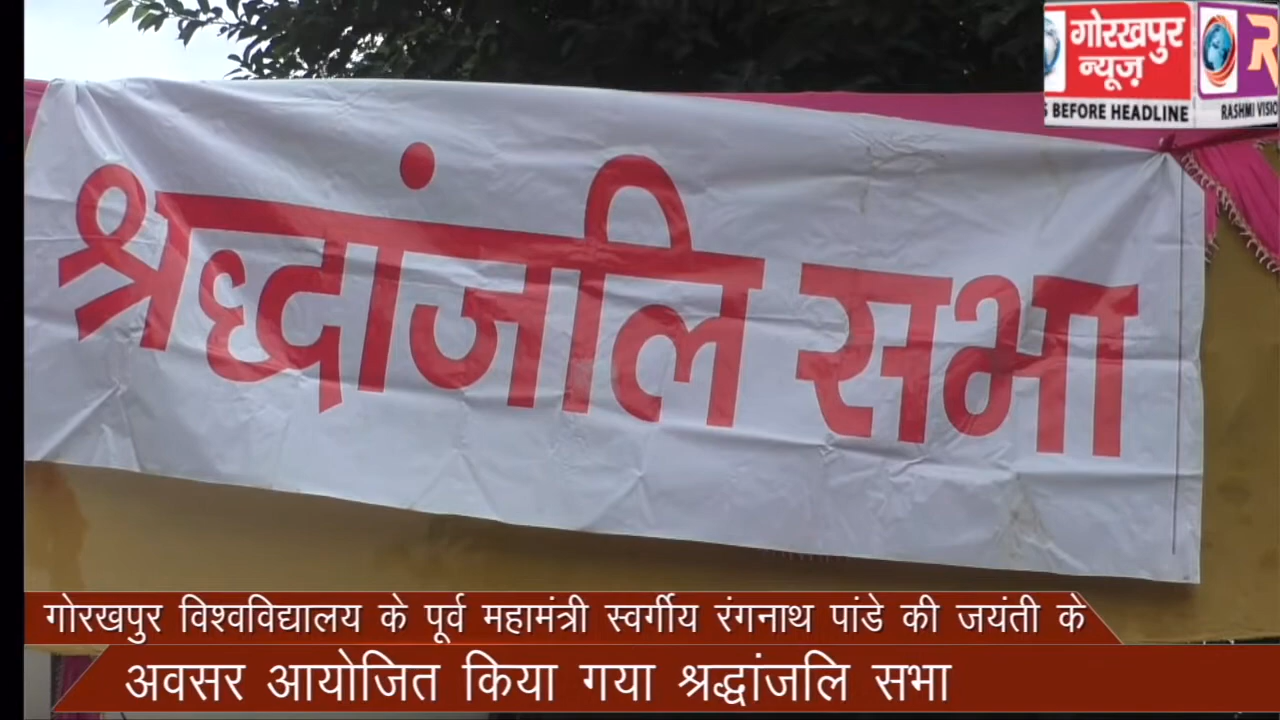 गोरखपुर
न्यूज़
BEFORE HEADLINE
RASHMI
श्रद्धांजलि सभा
गोरखपुर विश्वविद्यालय के पूर्व महामंत्री स्वर्गीय रंगनाथ पांडे की जयंती के
अवसर आयोजित किया गया श्रद्धांजलि सभा